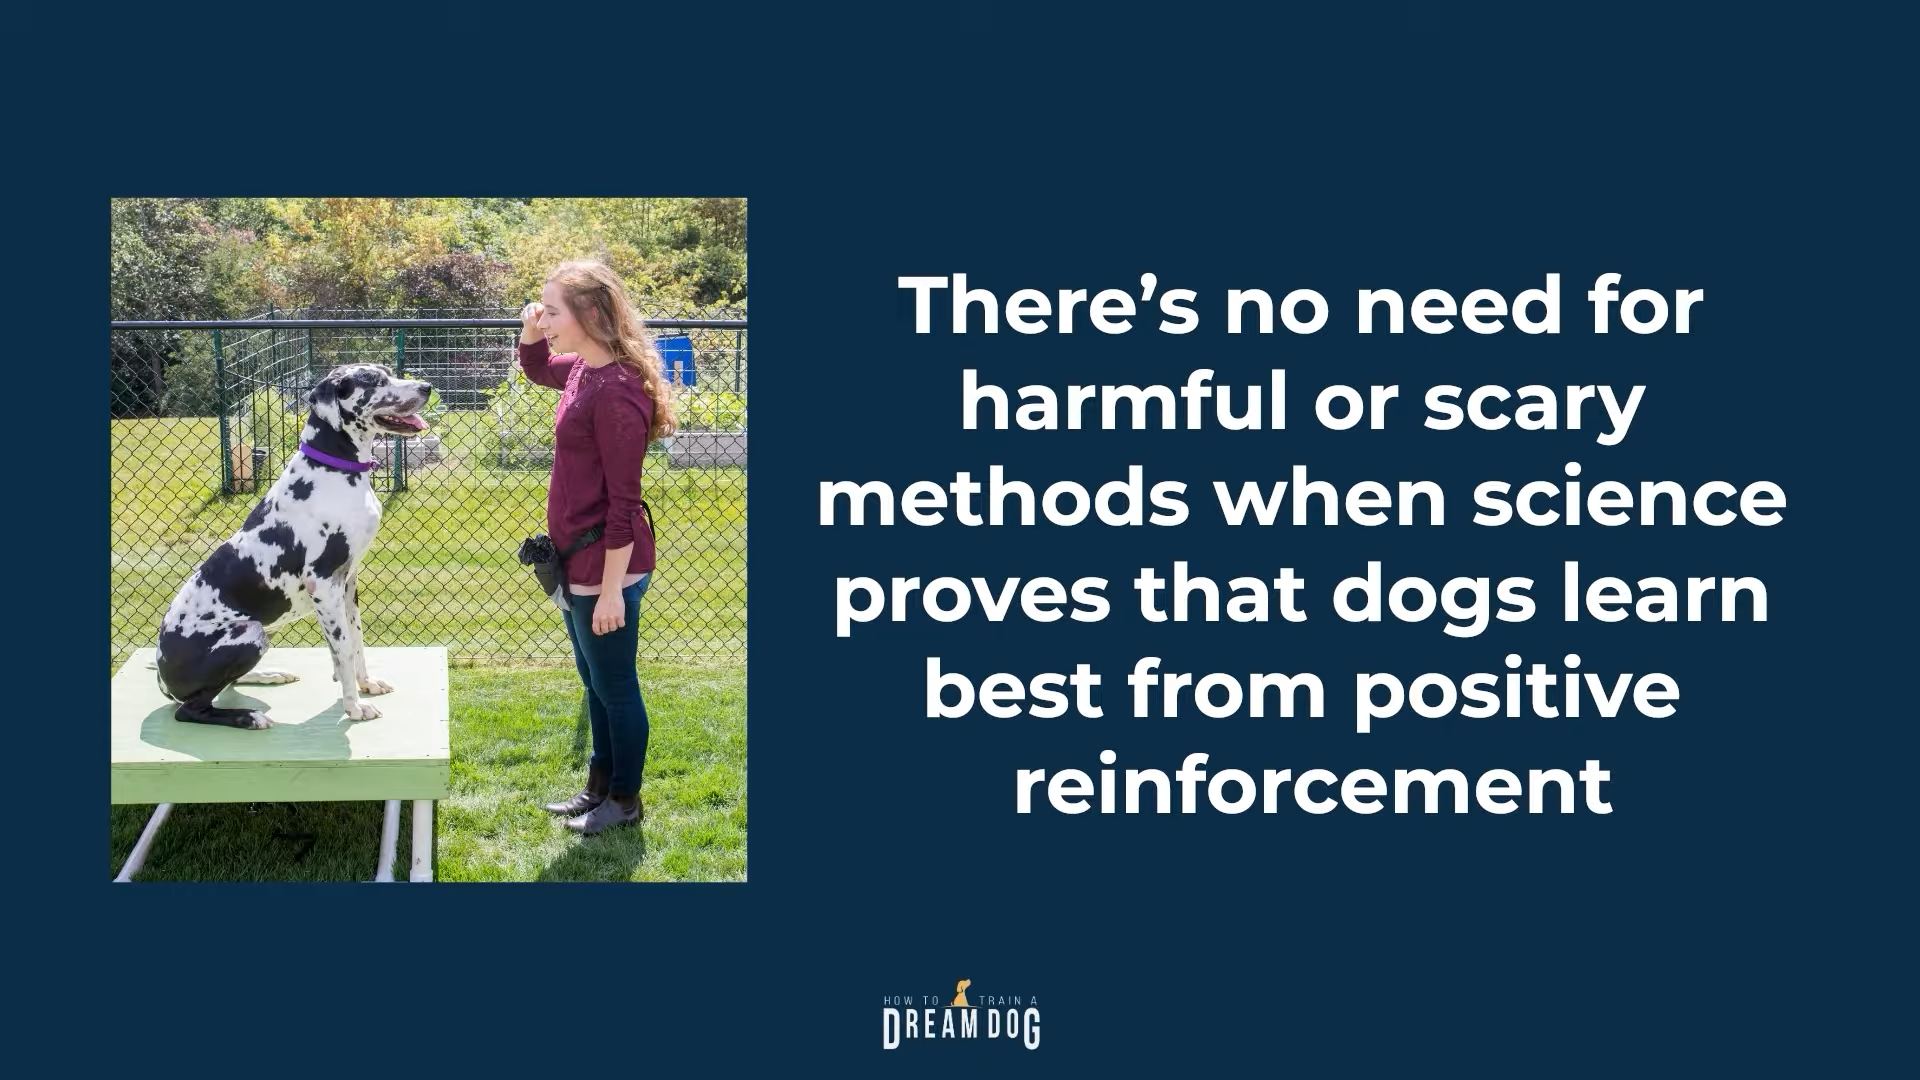 There’s no need for
harmful or scary
methods when science
proves that dogs learn
best from positive
reinforcement
HOW TO TRAIN A
DREAM DOG